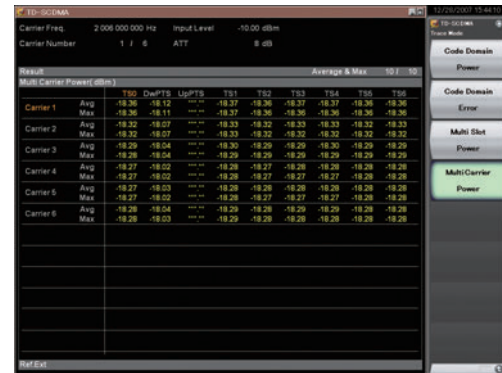 TD-SCDMA
12/28/2007 15:44:10
Carrier Freq. 2 006 000 000 Hz Input Level -10.00 dBm
Carrier Number 1 / 6 ATT 8 dB
Result Average & Max 10 / 10
Multi Carrier Power( dBm )
TS0 DwPTS UpPTS TS1 TS2 TS3 TS4 TS5 TS6
Carrier 1 Avg -18.36 -18.12 ***.** -18.37 -18.36 -18.37 -18.37 -18.36 -18.36
Max -18.36 -18.11 ***.** -18.37 -18.36 -18.37 -18.36 -18.36 -18.36
Carrier 2 Avg -18.32 -18.07 ***.** -18.33 -18.32 -18.33 -18.33 -18.32 -18.33
Max -18.32 -18.07 ***.** -18.33 -18.32 -18.33 -18.32 -18.32 -18.32
Carrier 3 Avg -18.29 -18.04 ***.** -18.30 -18.29 -18.29 -18.30 -18.29 -18.29
Max -18.28 -18.04 ***.** -18.29 -18.29 -18.29 -18.29 -18.29 -18.29
Carrier 4 Avg -18.27 -18.02 ***.** -18.28 -18.27 -18.28 -18.28 -18.28 -18.28
Max -18.27 -18.02 ***.** -18.28 -18.27 -18.28 -18.28 -18.27 -18.28
Carrier 5 Avg -18.27 -18.03 ***.** -18.28 -18.28 -18.28 -18.28 -18.28 -18.28
Max -18.27 -18.02 ***.** -18.28 -18.28 -18.28 -18.27 -18.28 -18.28
Carrier 6 Avg -18.28 -18.04 ***.** -18.29 -18.28 -18.29 -18.29 -18.28 -18.28
Max -18.28 -18.03 ***.** -18.29 -18.28 -18.29 -18.28 -18.28 -18.28
Ref.Ext
TD-SCDMA
Trace Mode
Code Domain
Power
Code Domain
Error
Multi Slot
Power
Multi Carrier
Power